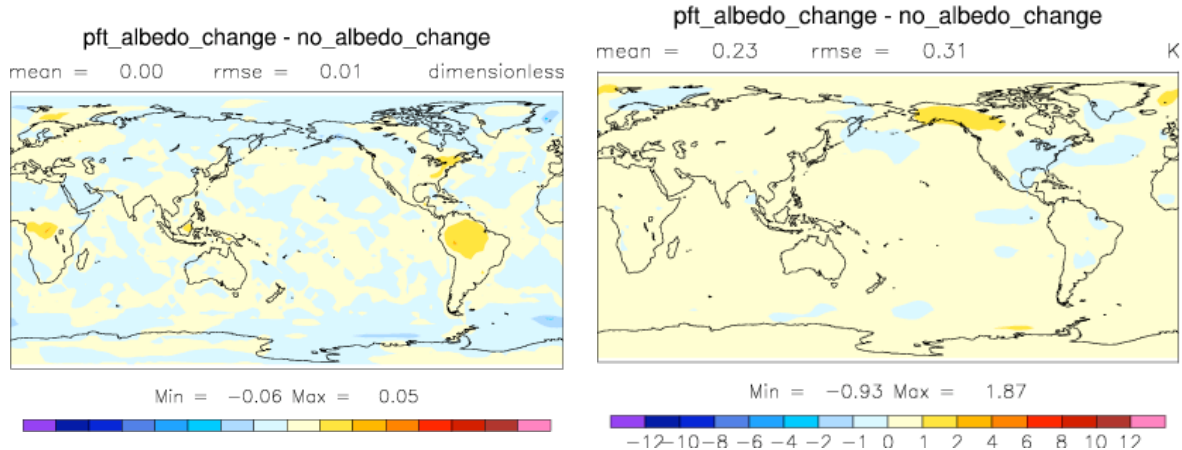 pft_albedo_change - no_albedo_change
mean = 0.00 rmse = 0.01 dimensionless
Min = −0.06 Max = 0.05
pft_albedo_change - no_albedo_change
mean = 0.23 rmse = 0.31 K
Min = −0.93 Max = 1.87
−12 −10 −8 −6 −4 −2 −1 0 1 2 4 6 8 10 12